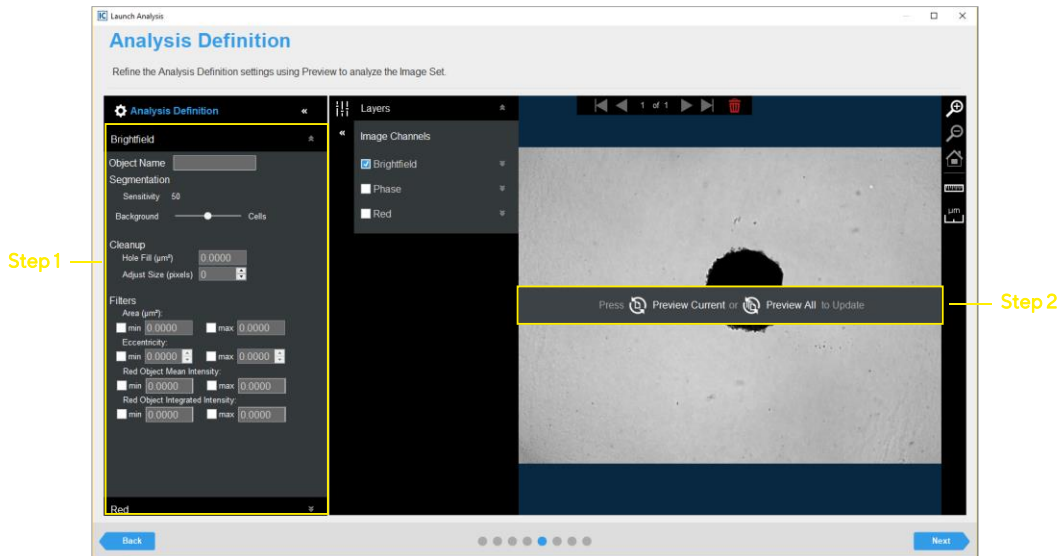 Launch Analysis
Analysis Definition
Refine the Analysis Definition settings using Preview to analyze the Image Set.
Analysis Definition
«
Brightfield
Object Name
Segmentation
Sensitivity 50
Background Cells
Cleanup
Hole Fill (µm²) 0.0000
Adjust Size (pixels) 0
Filters
Area (µm²):
min 0.0000 max 0.0000
Eccentricity:
min 0.0000 max 0.0000
Red Object Mean Intensity:
min 0.0000 max 0.0000
Red Object Integrated Intensity:
min 0.0000 max 0.0000
Red
Step 1
Layers
«
Image Channels
Brightfield
Phase
Red
1 of 1
µm
Press Preview Current or Preview All to Update
Step 2
Back
Next